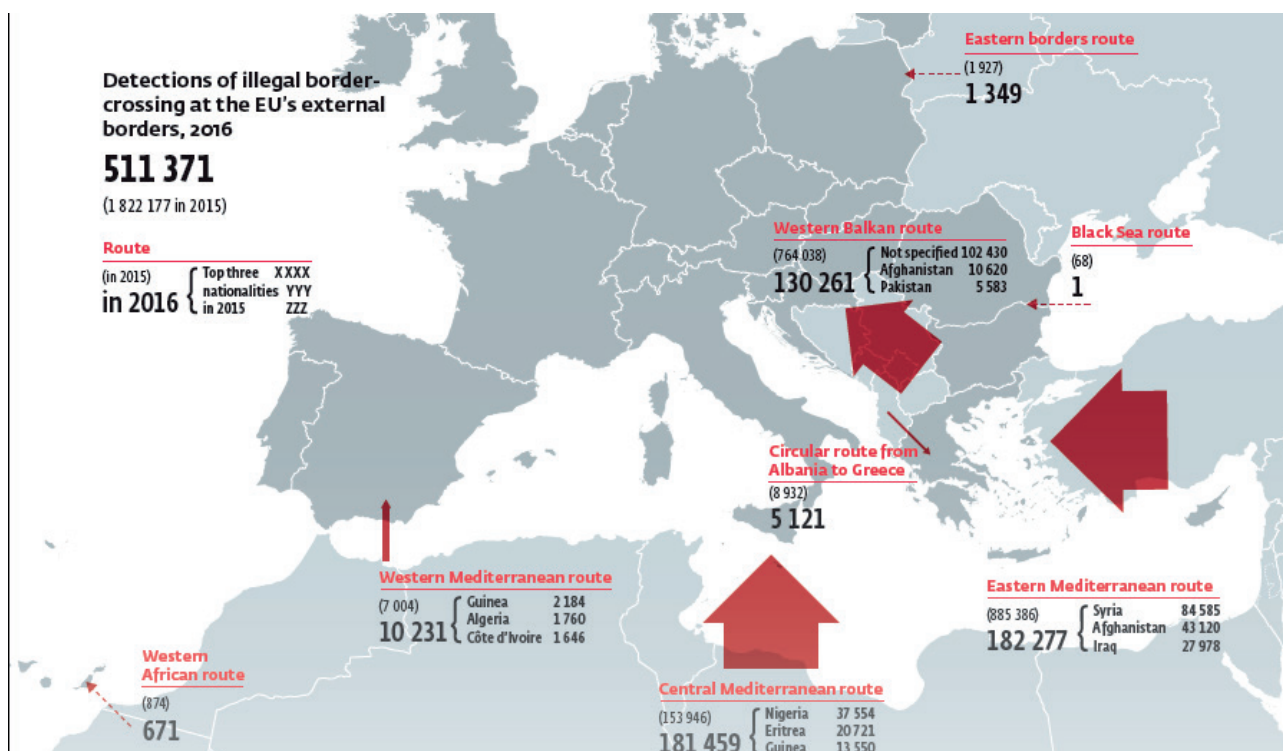 Detections of illegal border-
crossing at the EU's external
borders, 2016
511 371
(1 822 177 in 2015)
Route
(in 2015)
in 2016
Top three XXXX
nationalities YYY
in 2015 ZZZ
Eastern borders route
(1 927)
1 349
Western Balkan route
(764 038)
130 261
Not specified 102 430
Afghanistan 10 620
Pakistan 5 583
Black Sea route
(68)
1
Circular route from
Albania to Greece
(8 932)
5 121
Western Mediterranean route
(7 004)
10 231
Guinea 2 184
Algeria 1 760
Côte d'Ivoire 1 646
Eastern Mediterranean route
(885 386)
182 277
Syria 84 585
Afghanistan 43 120
Iraq 27 978
Western
African route
(874)
671
Central Mediterranean route
(153 946)
181 459
Nigeria 37 554
Eritrea 20 721
Guinea 13 550